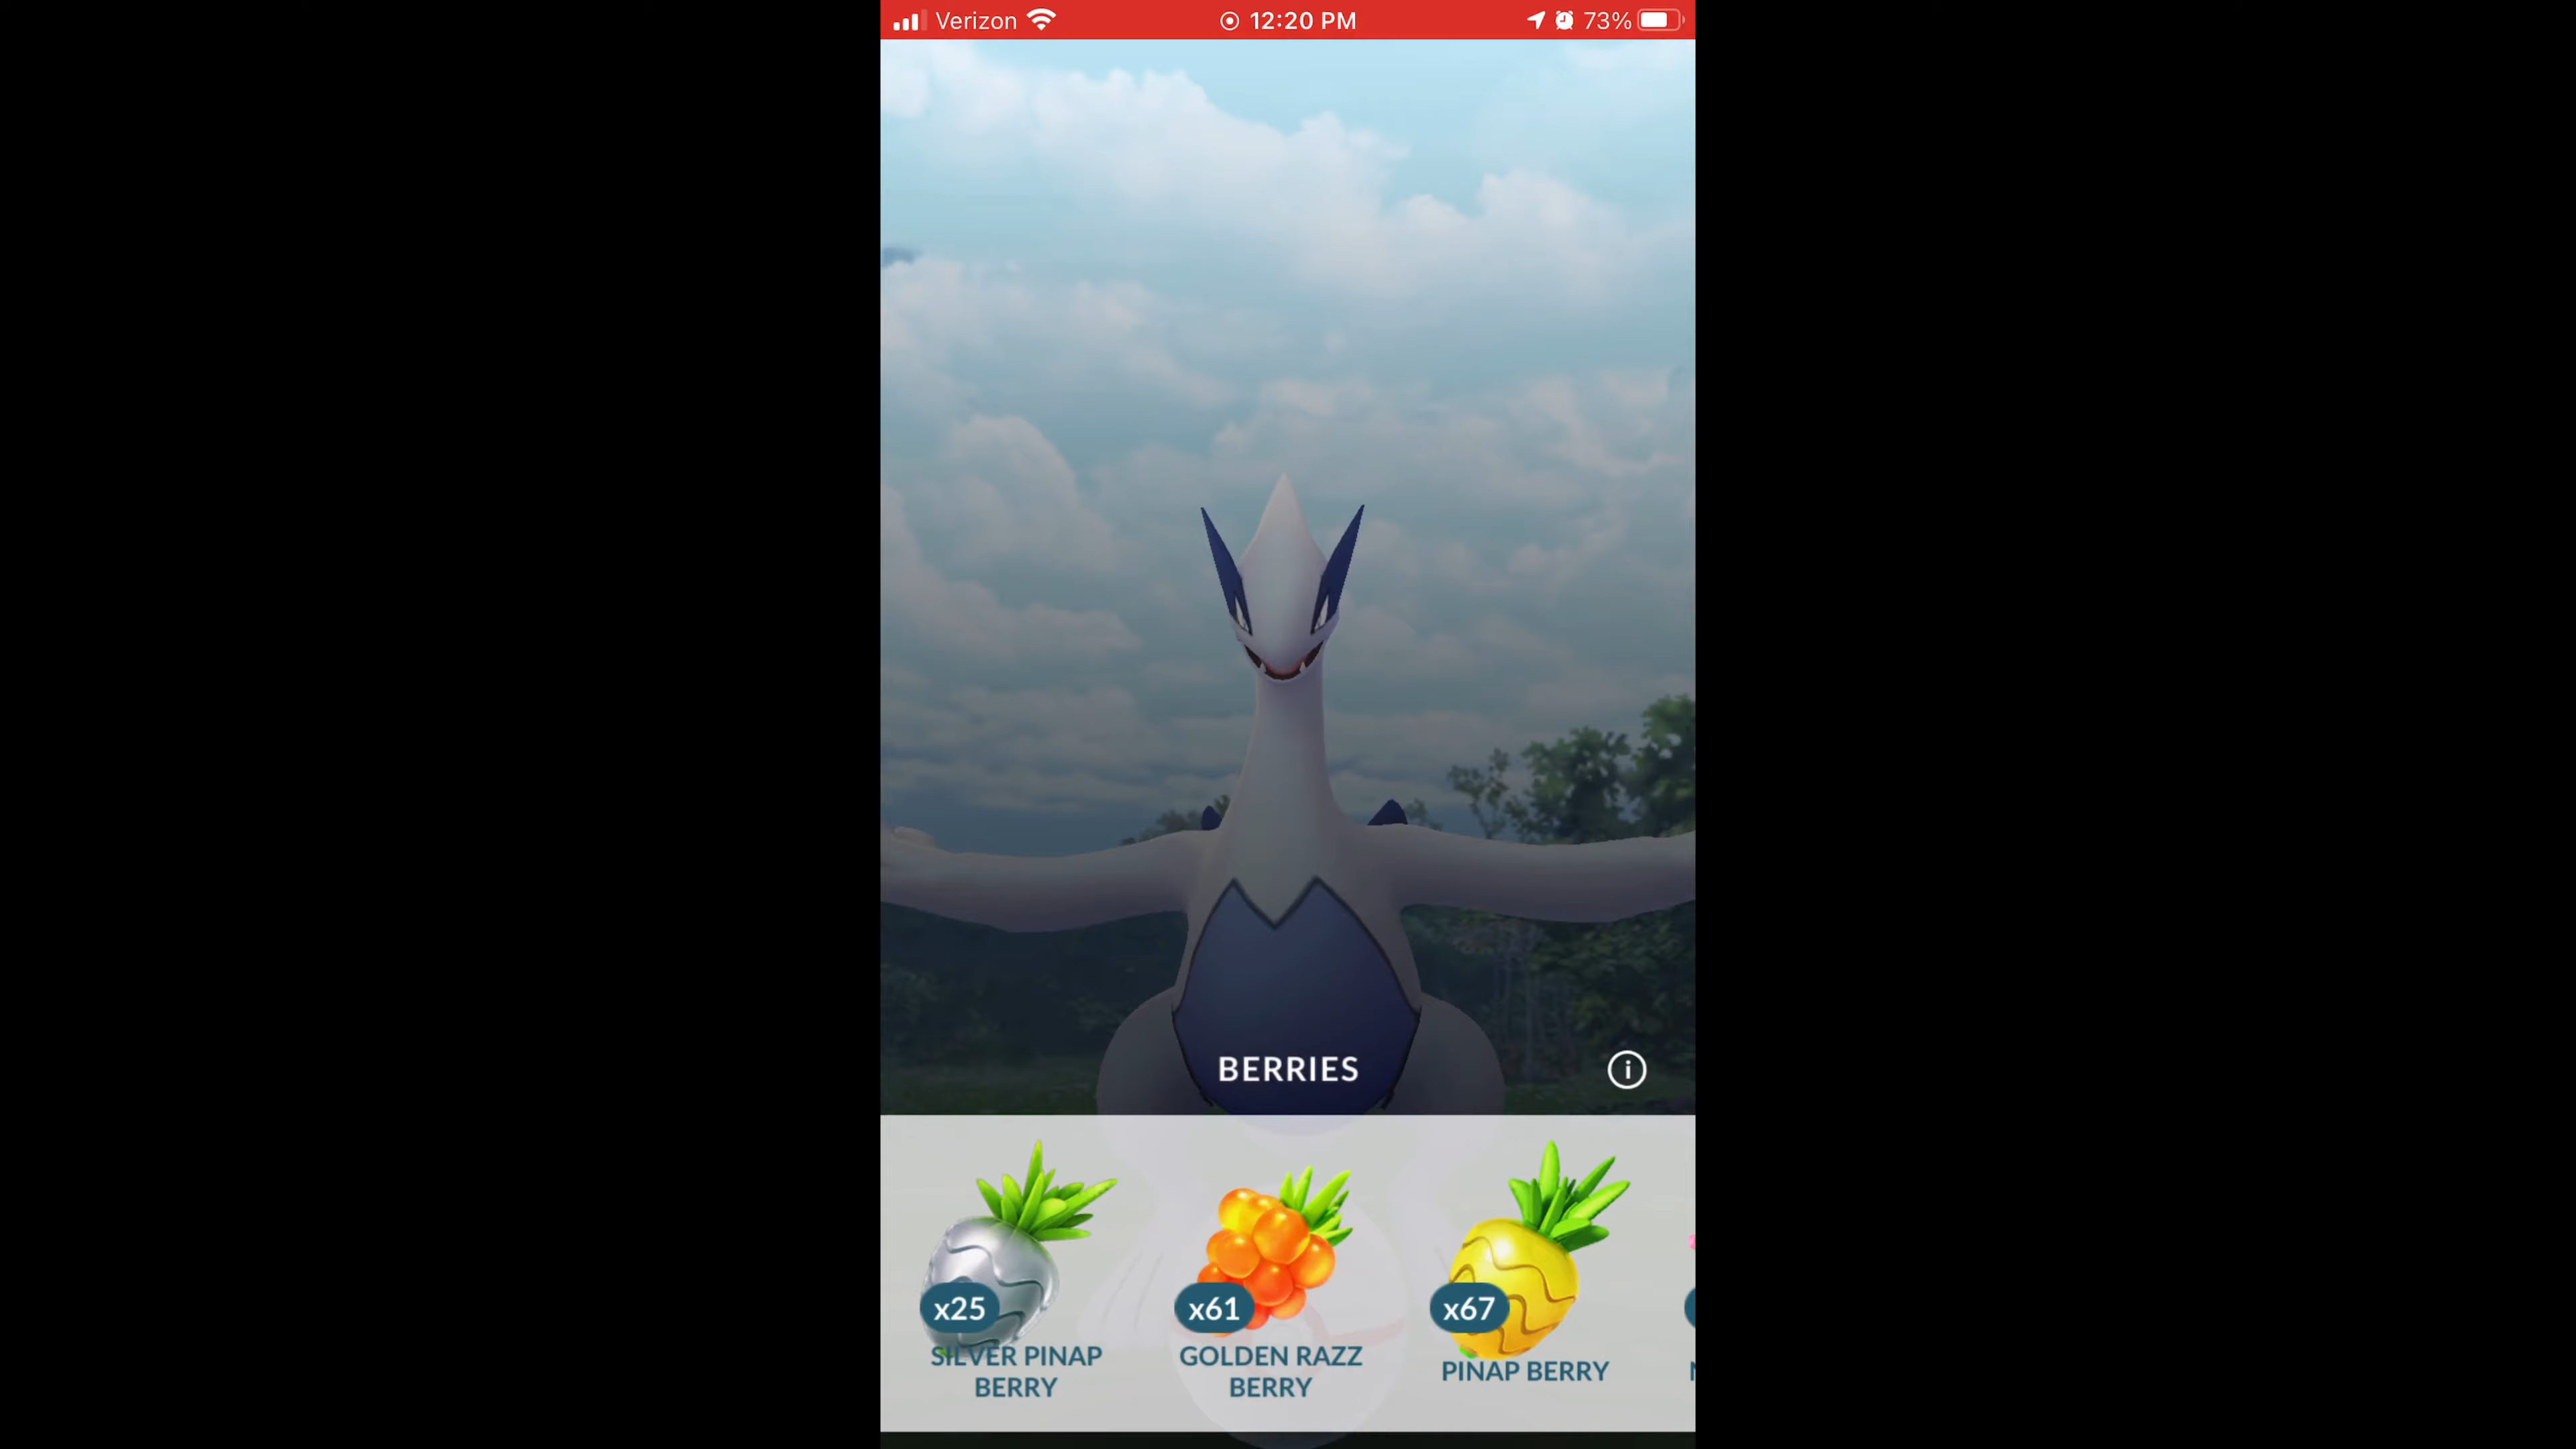 Verizon 12:20 PM 73%
BERRIES
x25 x61 x67
SILVER PINAP BERRY
GOLDEN RAZZ BERRY
PINAP BERRY